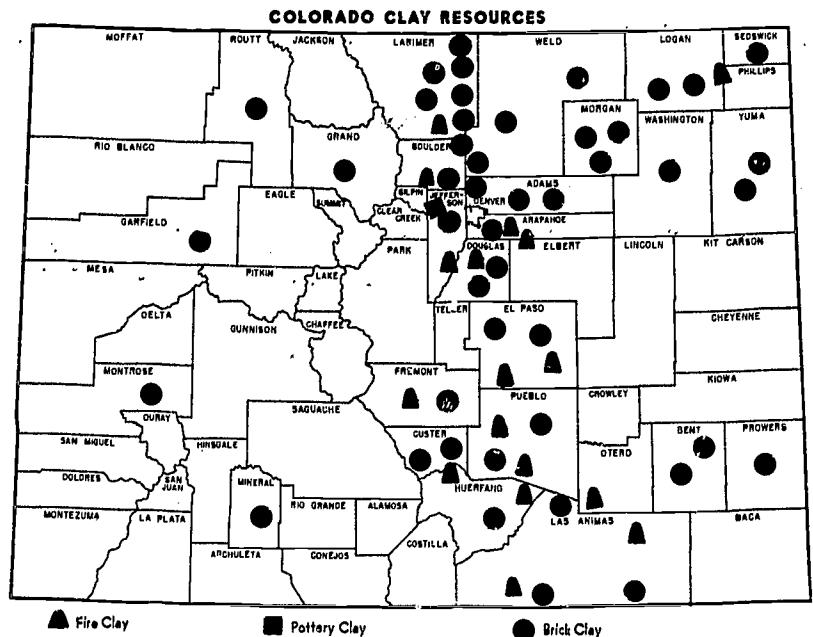 COLORADO CLAY RESOURCES
MOFFAT
ROUTT
JACKSON
LARIMER
WELD
LOGAN
SEDGWICK
PHILLIPS
MORGAN
WASHINGTON
YUMA
RIO BLANCO
GRAND
BOULDER
GILPIN
JEFFER-
SON
ADAMS
DENVER
ARAPAHOE
EAGLE
SUMMIT
CLEAR
CREEK
GARFIELD
PARK
DOUGLAS
ELBERT
LINCOLN
KIT CARSON
MESA
PITKIN
LAKE
DELTA
GUNNISON
CHAFFEE
TELLER
EL PASO
CHEYENNE
MONTROSE
FREMONT
KIOWA
OURAY
SAGUACHE
PUEBLO
CROWLEY
SAN MIGUEL
HINSDALE
CUSTER
OTERO
BENT
PROWERS
DOLORES
SAN
JUAN
MINERAL
RIO GRANDE
ALAMOSA
HUERFANO
MONTEZUMA
LA PLATA
LAS ANIMAS
BACA
ARCHULETA
CONEJOS
COSTILLA
Fire Clay
Pottery Clay
Brick Clay